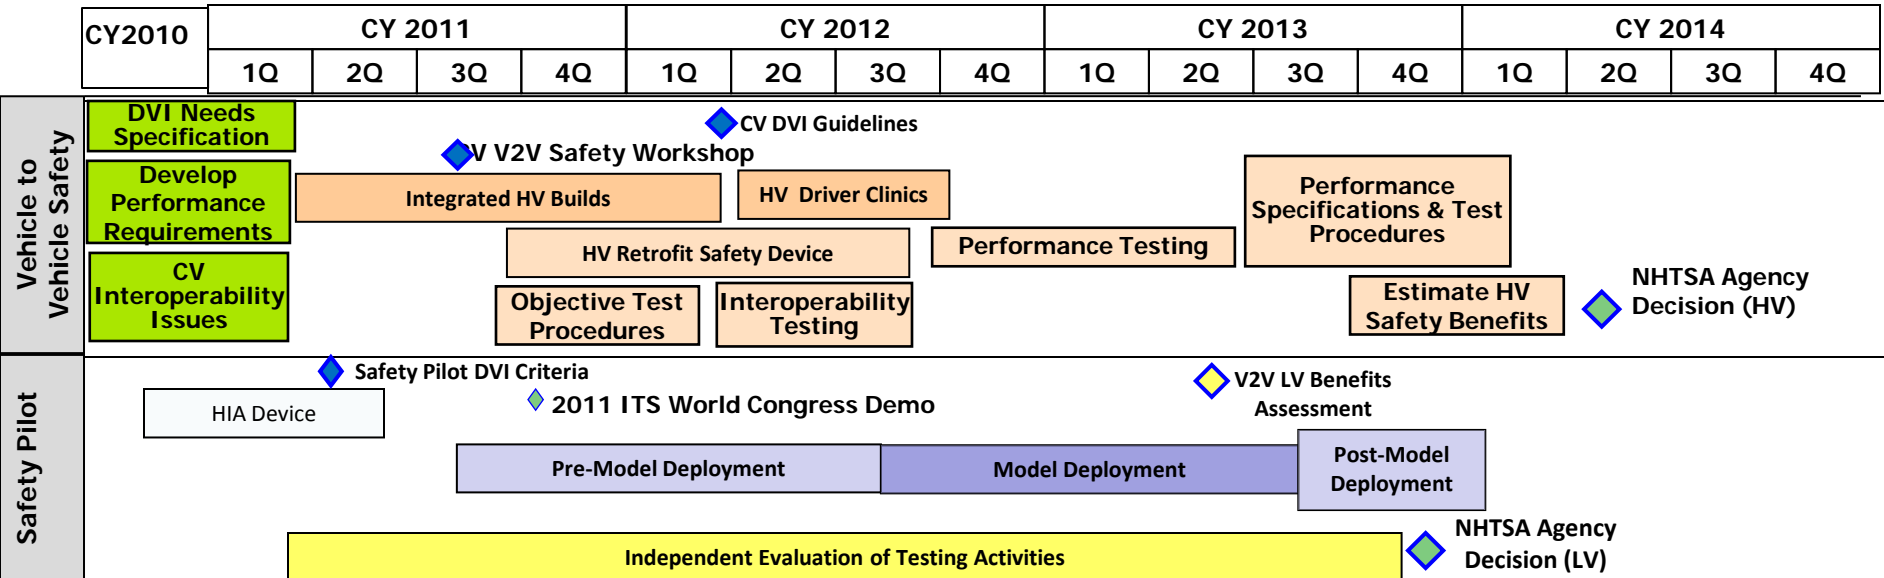 CY2010
CY 2011
CY 2012
CY 2013
CY 2014
1Q
2Q
3Q
4Q
1Q
2Q
3Q
4Q
1Q
2Q
3Q
4Q
1Q
2Q
3Q
4Q
Vehicle to
Vehicle Safety
DVI Needs
Specification
CV DVI Guidelines
V V2V Safety Workshop
Develop
Performance
Requirements
Integrated HV Builds
HV Driver Clinics
Performance
Specifications & Test
Procedures
HV Retrofit Safety Device
Performance Testing
CV
Interoperability
Issues
Objective Test
Procedures
Interoperability
Testing
Estimate HV
Safety Benefits
NHTSA Agency
Decision (HV)
Safety Pilot
Safety Pilot DVI Criteria
HIA Device
2011 ITS World Congress Demo
V2V LV Benefits
Assessment
Pre-Model Deployment
Model Deployment
Post-Model
Deployment
Independent Evaluation of Testing Activities
NHTSA Agency
Decision (LV)